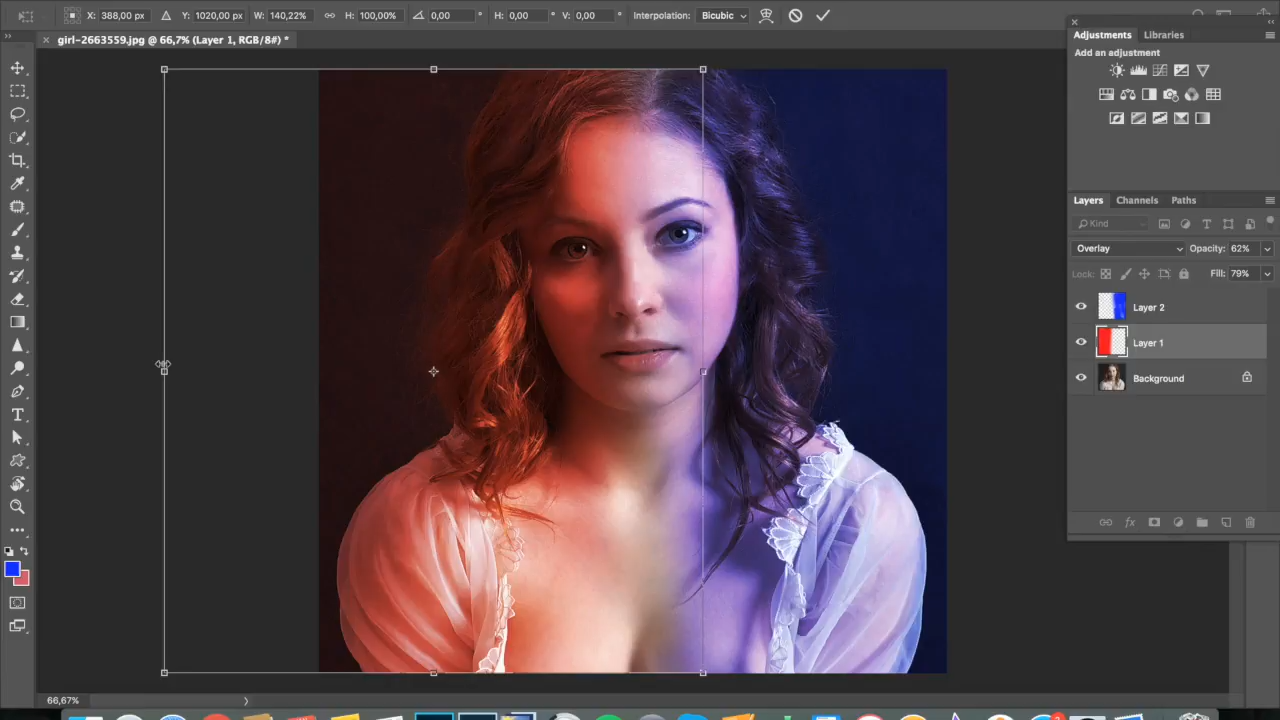 X: 388,00 px Y: 1020,00 px W: 140,22% H: 100,00% 0,00 ° H: 0,00 ° V: 0,00 ° Interpolation: Bicubic
girl-2663559.jpg @ 66,7% (Layer 1, RGB/8#) *
Adjustments Libraries
Add an adjustment
Layers Channels Paths
Kind
Overlay Opacity: 62%
Lock: Fill: 79%
Layer 2
Layer 1
Background
fx
66,67%